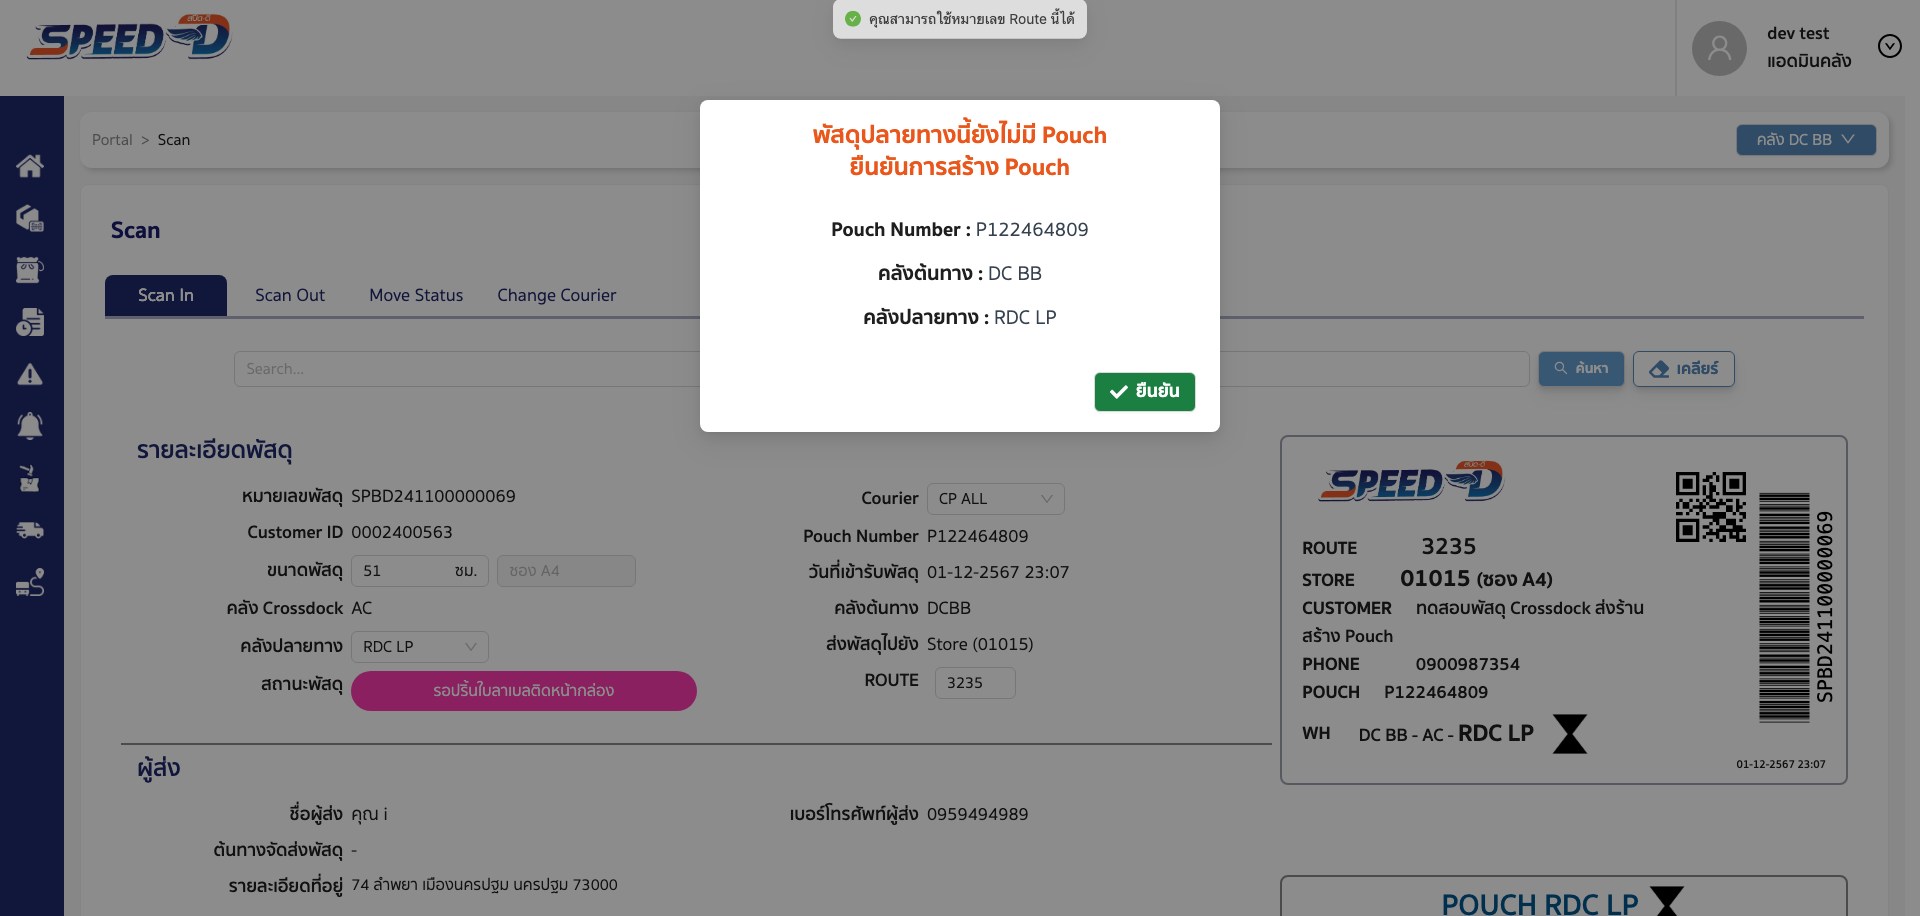 สปีด-ดี
SPEED-D
คุณสามารถใช้หมายเลข Route นี้ได้
dev test
แอดมินคลัง
Portal > Scan
คลัง DC BB
พัสดุปลายทางนี้ยังไม่มี Pouch
ยืนยันการสร้าง Pouch
Pouch Number : P122464809
คลังต้นทาง : DC BB
คลังปลายทาง : RDC LP
ยืนยัน
Scan
Scan In
Scan Out
Move Status
Change Courier
Search...
ค้นหา
เคลียร์
รายละเอียดพัสดุ
หมายเลขพัสดุ SPBD241100000069
Customer ID 0002400563
ขนาดพัสดุ 51 ซม. ซอง A4
คลัง Crossdock AC
คลังปลายทาง RDC LP
สถานะพัสดุ รอปริ้นใบลาเบลติดหน้ากล่อง
Courier CP ALL
Pouch Number P122464809
วันที่เข้ารับพัสดุ 01-12-2567 23:07
คลังต้นทาง DCBB
ส่งพัสดุไปยัง Store (01015)
ROUTE 3235
สปีด-ดี
SPEED-D
ROUTE 3235
STORE 01015 (ซอง A4)
CUSTOMER ทดสอบพัสดุ Crossdock ส่งร้าน
สร้าง Pouch
PHONE 0900987354
POUCH P122464809
WH DC BB - AC - RDC LP
01-12-2567 23:07
SPBD241100000069
ผู้ส่ง
ชื่อผู้ส่ง คุณ i
เบอร์โทรศัพท์ผู้ส่ง 0959494989
ต้นทางจัดส่งพัสดุ -
รายละเอียดที่อยู่ 74 ลำพยา เมืองนครปฐม นครปฐม 73000
POUCH RDC LP